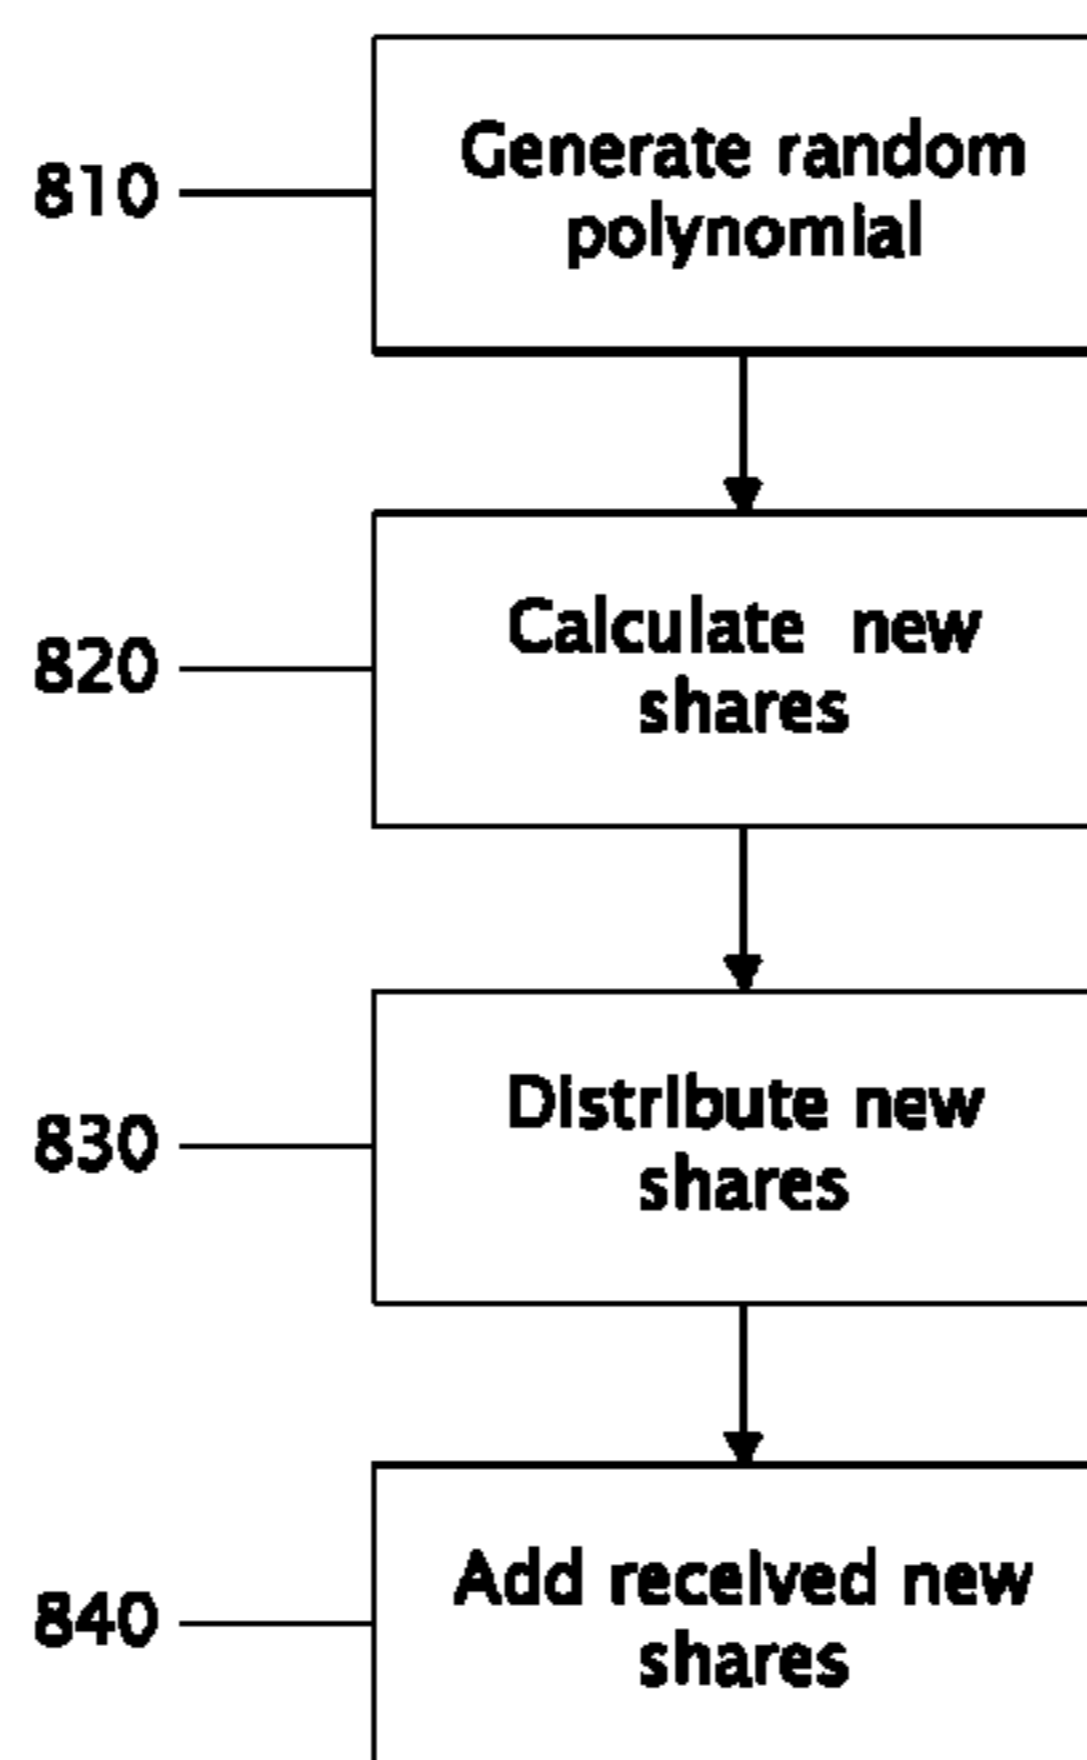 810
Generate random
polynomial
820
Calculate new
shares
830
Distribute new
shares
840
Add received new
shares